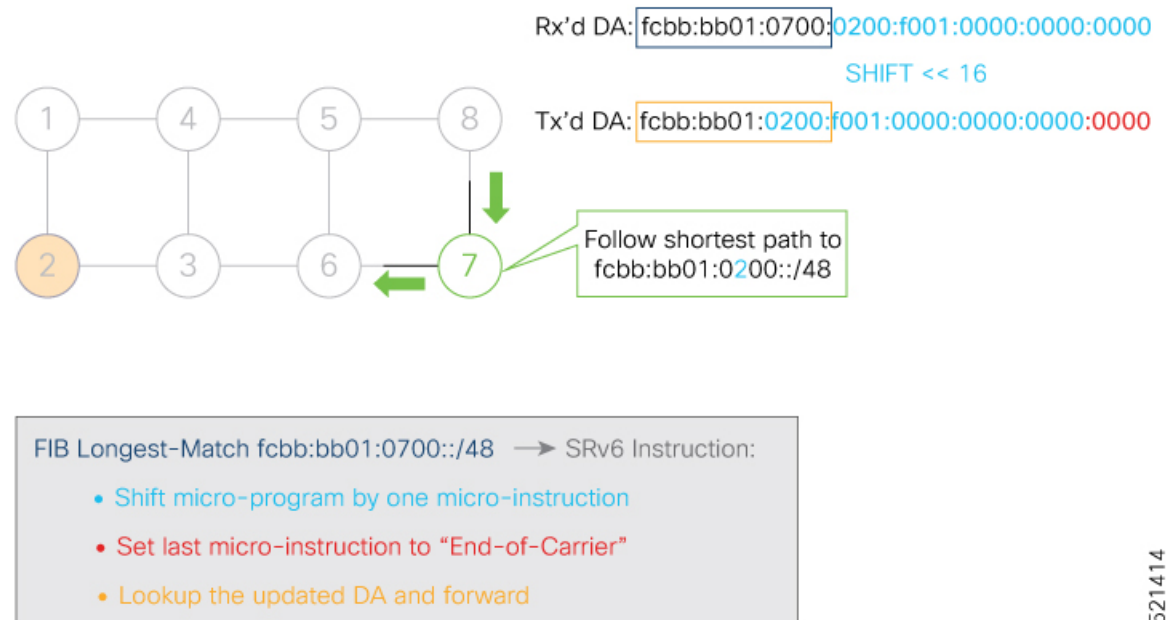 Rx'd DA: fcbb:bb01:0700:0200:f001:0000:0000:0000
SHIFT << 16
Tx'd DA: fcbb:bb01:0200:f001:0000:0000:0000:0000
1
4
5
8
2
3
6
7
Follow shortest path to
fcbb:bb01:0200::/48
FIB Longest-Match fcbb:bb01:0700::/48 → SRv6 Instruction:
• Shift micro-program by one micro-instruction
• Set last micro-instruction to “End-of-Carrier”
• Lookup the updated DA and forward
521414